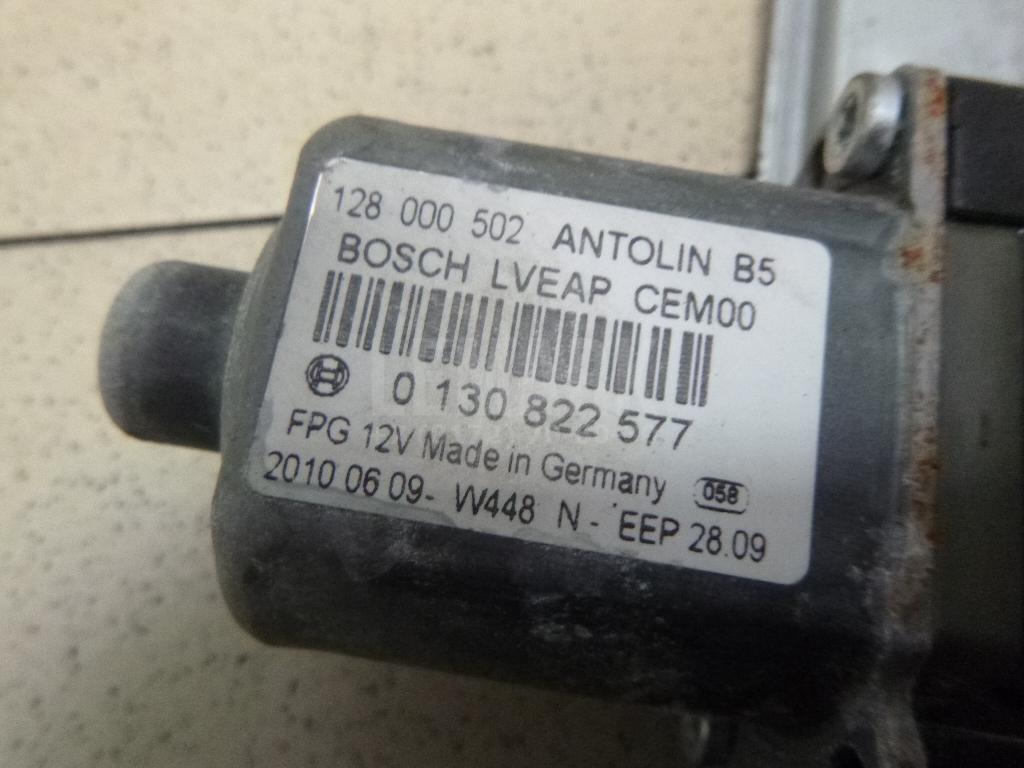 128 000 502 ANTOLIN B5
BOSCH LVEAP CEM00
0 130 822 577
FPG 12V Made in Germany 058
2010 06 09- W448 N - EEP 28.09